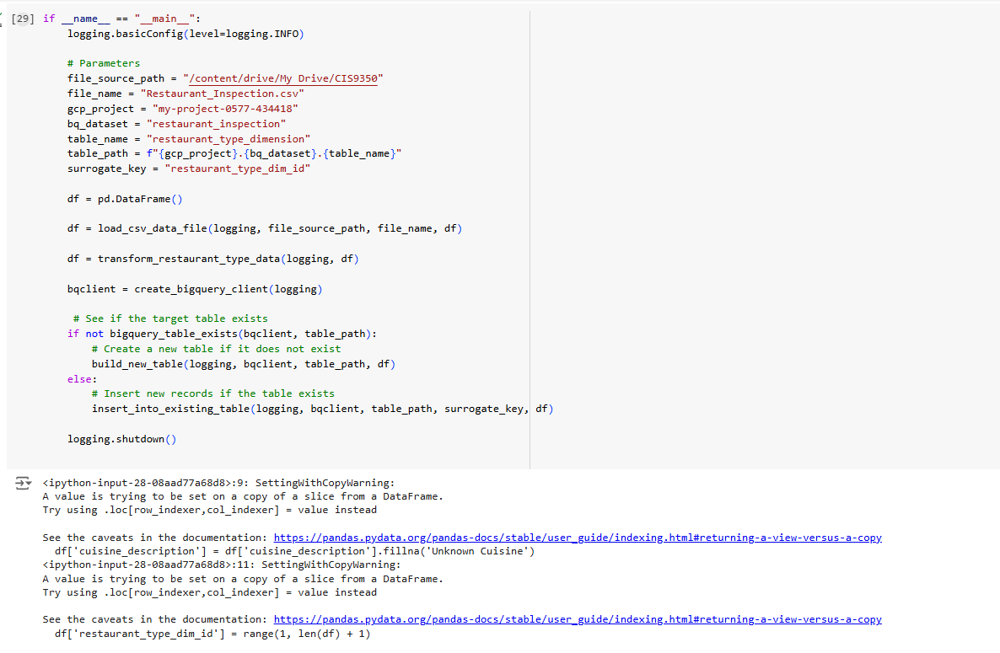 [29] if __name__ == "__main__":
    logging.basicConfig(level=logging.INFO)

    # Parameters
    file_source_path = "/content/drive/My Drive/CIS9350"
    file_name = "Restaurant_Inspection.csv"
    gcp_project = "my-project-0577-434418"
    bq_dataset = "restaurant_inspection"
    table_name = "restaurant_type_dimension"
    table_path = f"{gcp_project}.{bq_dataset}.{table_name}"
    surrogate_key = "restaurant_type_dim_id"

    df = pd.DataFrame()

    df = load_csv_data_file(logging, file_source_path, file_name, df)

    df = transform_restaurant_type_data(logging, df)

    bqclient = create_bigquery_client(logging)

     # See if the target table exists
    if not bigquery_table_exists(bqclient, table_path):
        # Create a new table if it does not exist
        build_new_table(logging, bqclient, table_path, df)
    else:
        # Insert new records if the table exists
        insert_into_existing_table(logging, bqclient, table_path, surrogate_key, df)

    logging.shutdown()

<ipython-input-28-08aad77a68d8>:9: SettingWithCopyWarning:
A value is trying to be set on a copy of a slice from a DataFrame.
Try using .loc[row_indexer,col_indexer] = value instead

See the caveats in the documentation: https://pandas.pydata.org/pandas-docs/stable/user_guide/indexing.html#returning-a-view-versus-a-copy
  df['cuisine_description'] = df['cuisine_description'].fillna('Unknown Cuisine')
<ipython-input-28-08aad77a68d8>:11: SettingWithCopyWarning:
A value is trying to be set on a copy of a slice from a DataFrame.
Try using .loc[row_indexer,col_indexer] = value instead

See the caveats in the documentation: https://pandas.pydata.org/pandas-docs/stable/user_guide/indexing.html#returning-a-view-versus-a-copy
  df['restaurant_type_dim_id'] = range(1, len(df) + 1)